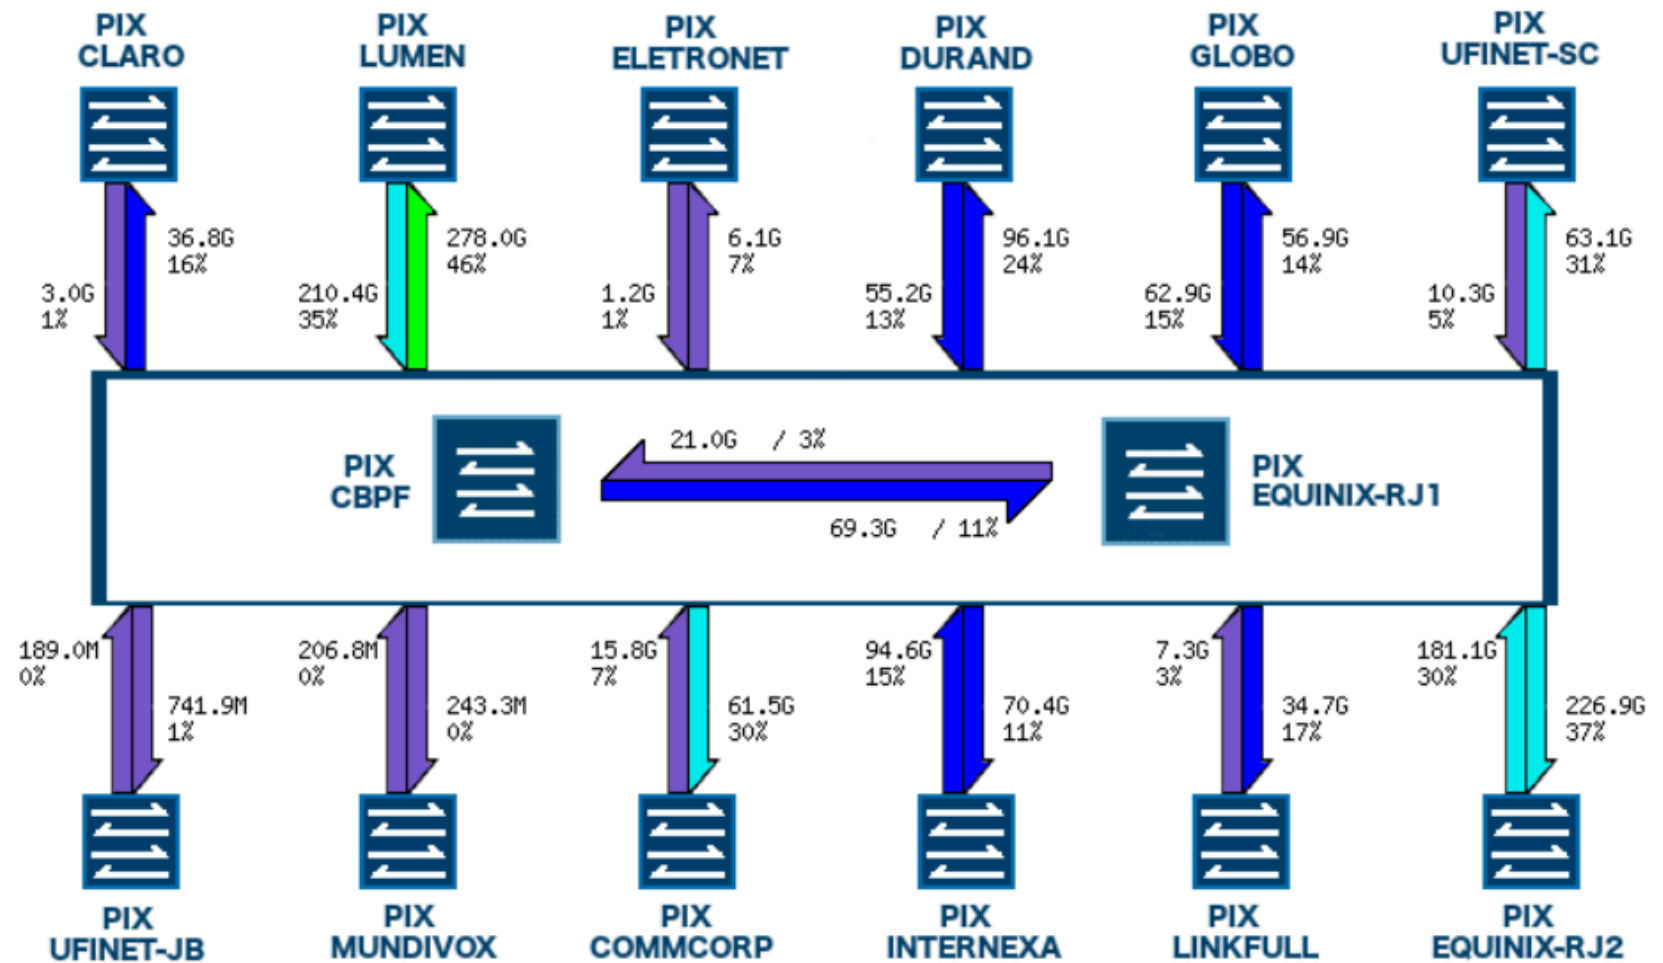 PIX
CLARO
PIX
LUMEN
PIX
ELETRONET
PIX
DURAND
PIX
GLOBO
PIX
UFINET-SC
36.8G
16%
3.0G
1%
278.0G
46%
210.4G
35%
6.1G
7%
1.2G
1%
96.1G
24%
55.2G
13%
56.9G
14%
62.9G
15%
63.1G
31%
10.3G
5%
PIX
CBPF
21.0G / 3%
69.3G / 11%
PIX
EQUINIX-RJ1
189.0M
0%
741.9M
1%
206.8M
0%
243.3M
0%
15.8G
7%
61.5G
30%
94.6G
15%
70.4G
11%
7.3G
3%
34.7G
17%
181.1G
30%
226.9G
37%
PIX
UFINET-JB
PIX
MUNDIVOX
PIX
COMMCORP
PIX
INTERNEXA
PIX
LINKFULL
PIX
EQUINIX-RJ2